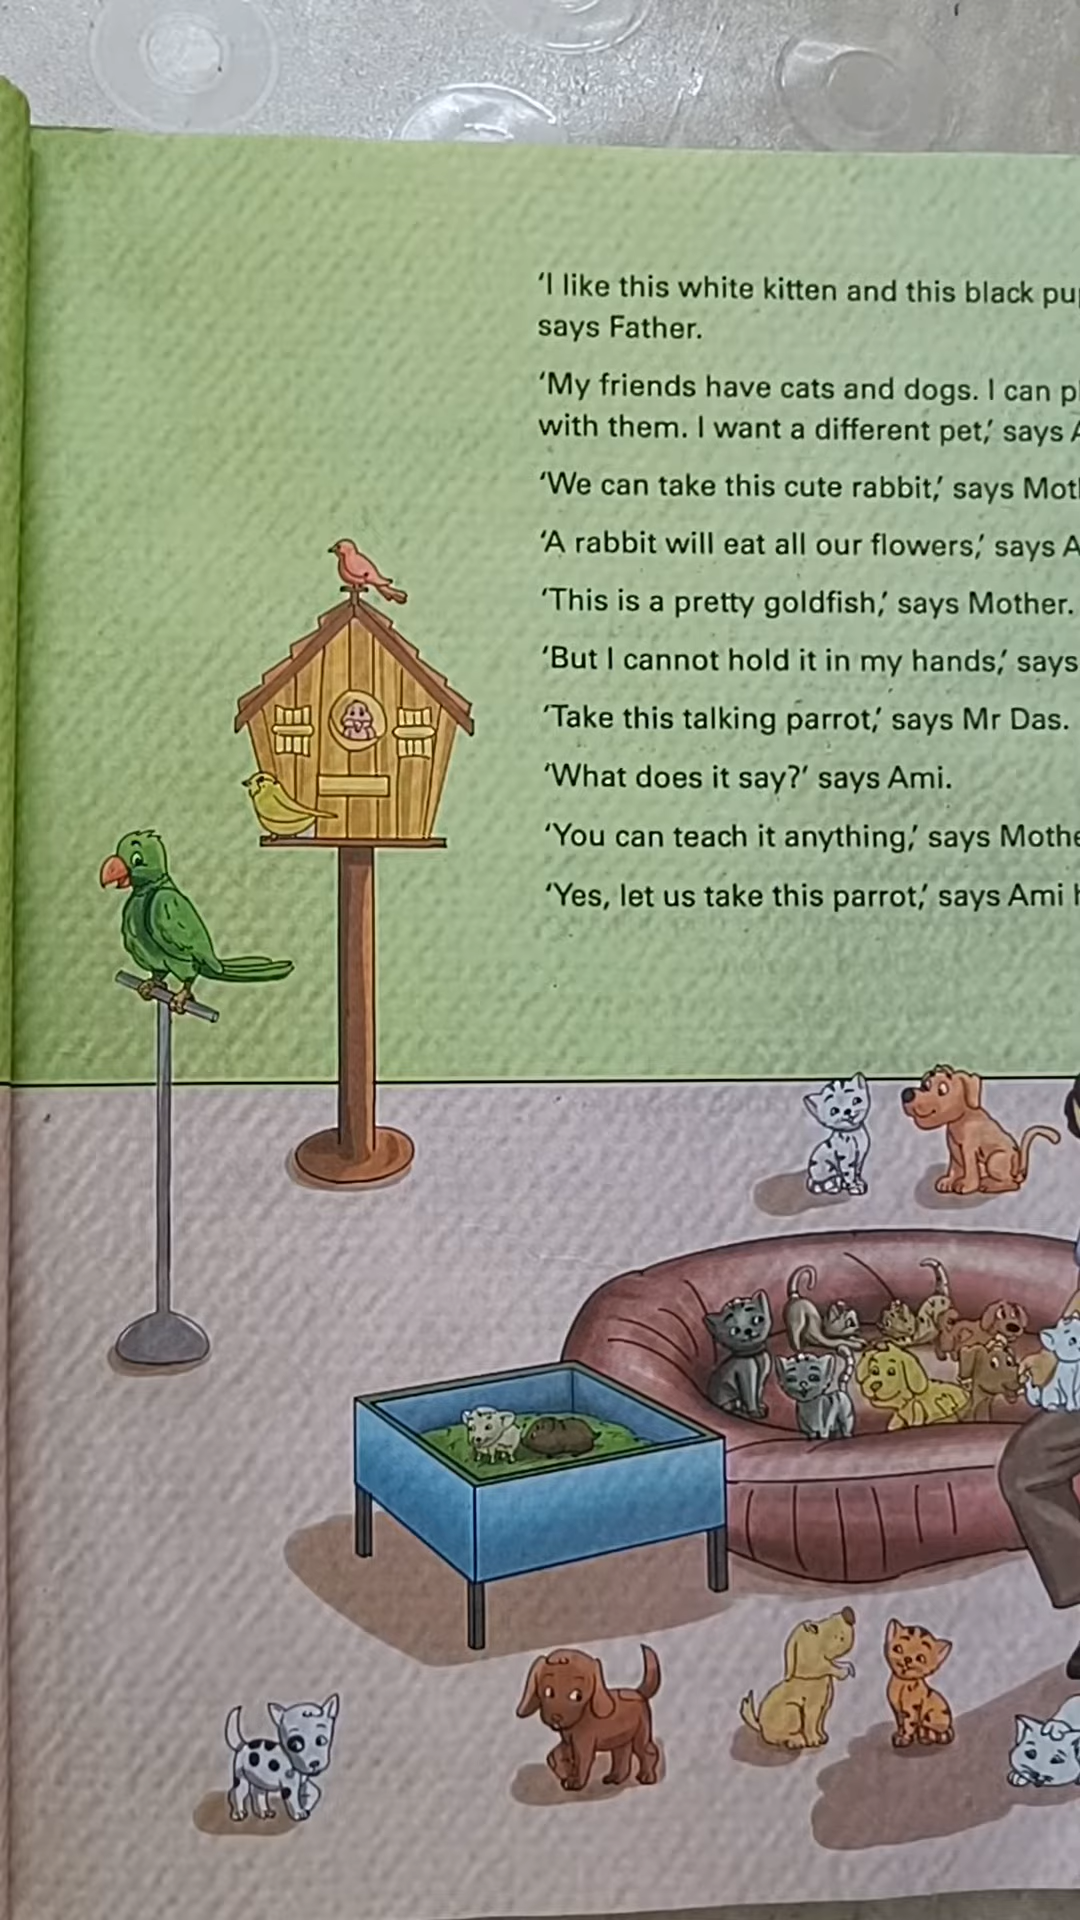 ‘I like this white kitten and this black
says Father.
‘My friends have cats and dogs. I can
with them. I want a different pet,’ says
‘We can take this cute rabbit,’ says
‘A rabbit will eat all our flowers,’ says
‘This is a pretty goldfish,’ says Mother.
‘But I cannot hold it in my hands,’ says
‘Take this talking parrot,’ says Mr Das.
‘What does it say?’ says Ami.
‘You can teach it anything,’ says
‘Yes, let us take this parrot,’ says Ami